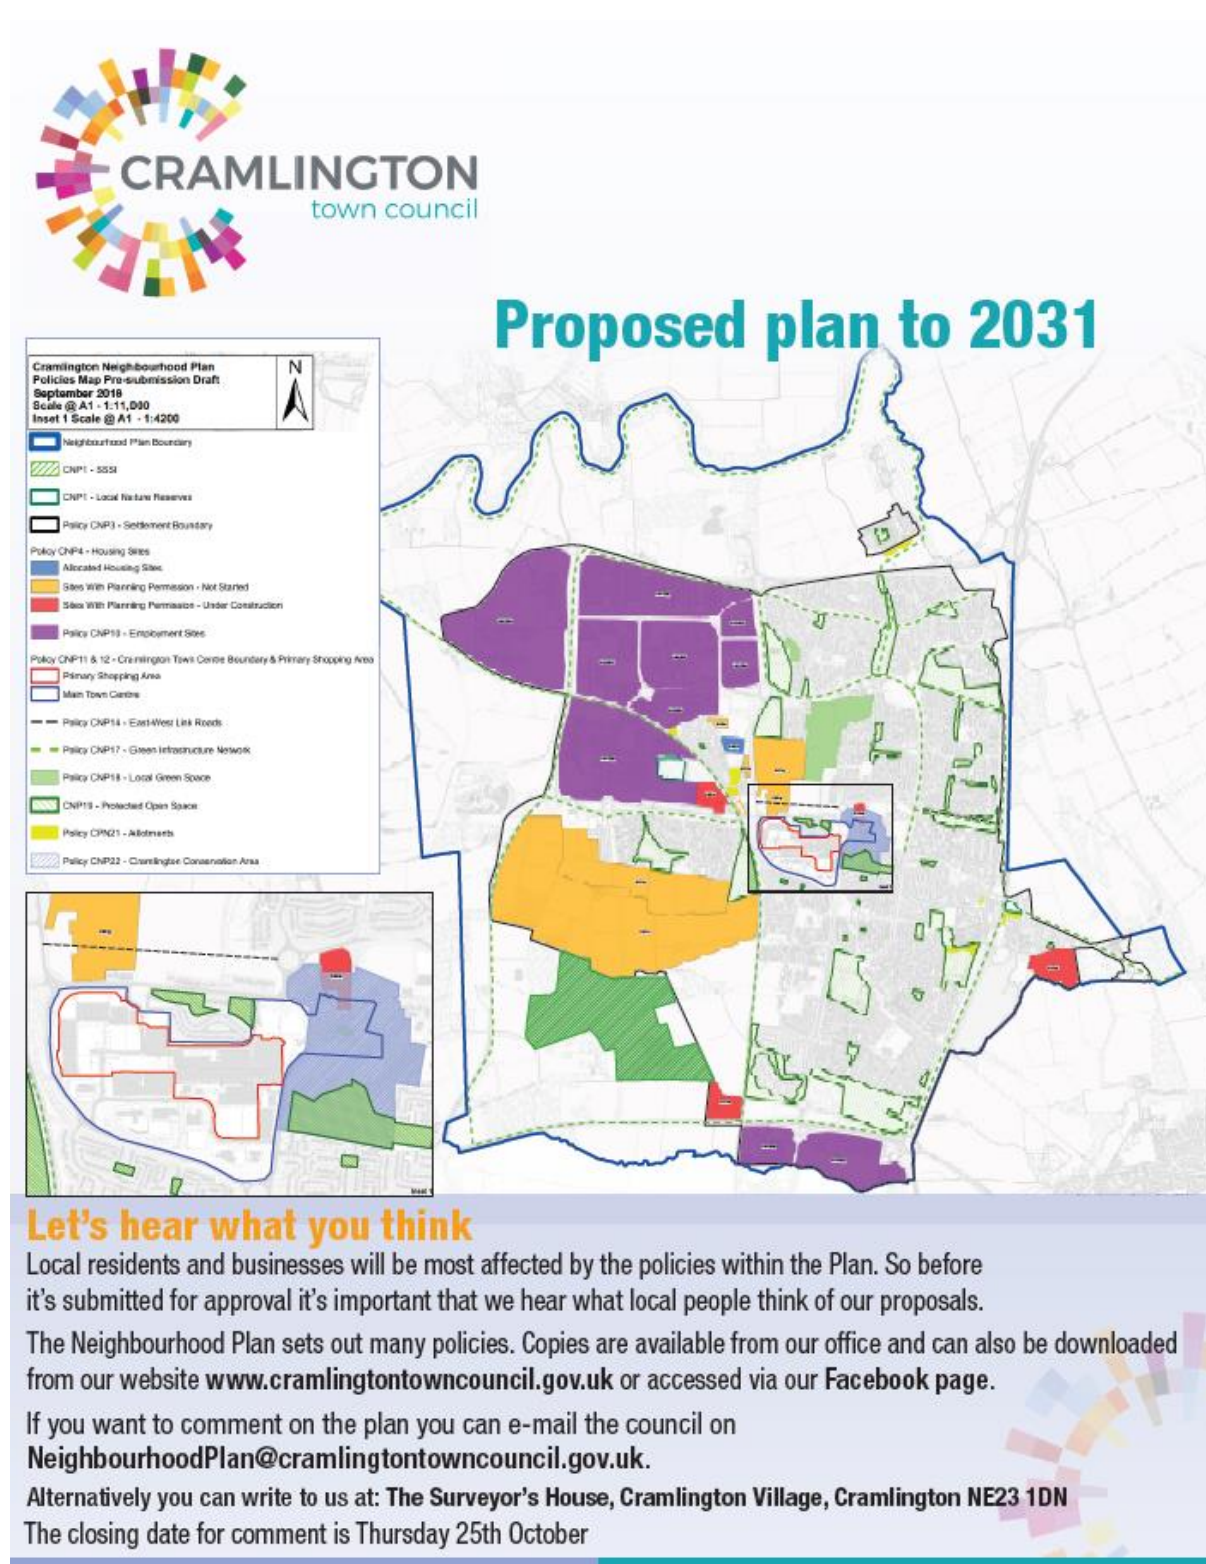 CRAMLINGTON
town council
Proposed plan to 2031
Cramlington Neighbourhood Plan
Policies Map Pre-submission Draft
September 2018
Scale @ A1 - 1:11,000
Inset 1 Scale @ A1 - 1:4200
N
Neighbourhood Plan Boundary
CNP1 - SSSI
CNP1 - Local Nature Reserves
Policy CNP3 - Settlement Boundary
Policy CNP4 - Housing Sites
Allocated Housing Sites
Sites With Planning Permission - Not Started
Sites With Planning Permission - Under Construction
Policy CNP10 - Employment Sites
Policy CNP11 & 12 - Cramlington Town Centre Boundary & Primary Shopping Area
Primary Shopping Area
Main Town Centre
Policy CNP14 - East-West Link Roads
Policy CNP17 - Green Infrastructure Network
Policy CNP18 - Local Green Space
CNP19 - Protected Open Space
Policy CPN21 - Allotments
Policy CNP22 - Cramlington Conservation Area
Inset 1
Let's hear what you think
Local residents and businesses will be most affected by the policies within the Plan. So before
it's submitted for approval it's important that we hear what local people think of our proposals.
The Neighbourhood Plan sets out many policies. Copies are available from our office and can also be downloaded
from our website www.cramlingtontowncouncil.gov.uk or accessed via our Facebook page.
If you want to comment on the plan you can e-mail the council on
NeighbourhoodPlan@cramlingtontowncouncil.gov.uk.
Alternatively you can write to us at: The Surveyor's House, Cramlington Village, Cramlington NE23 1DN
The closing date for comment is Thursday 25th October